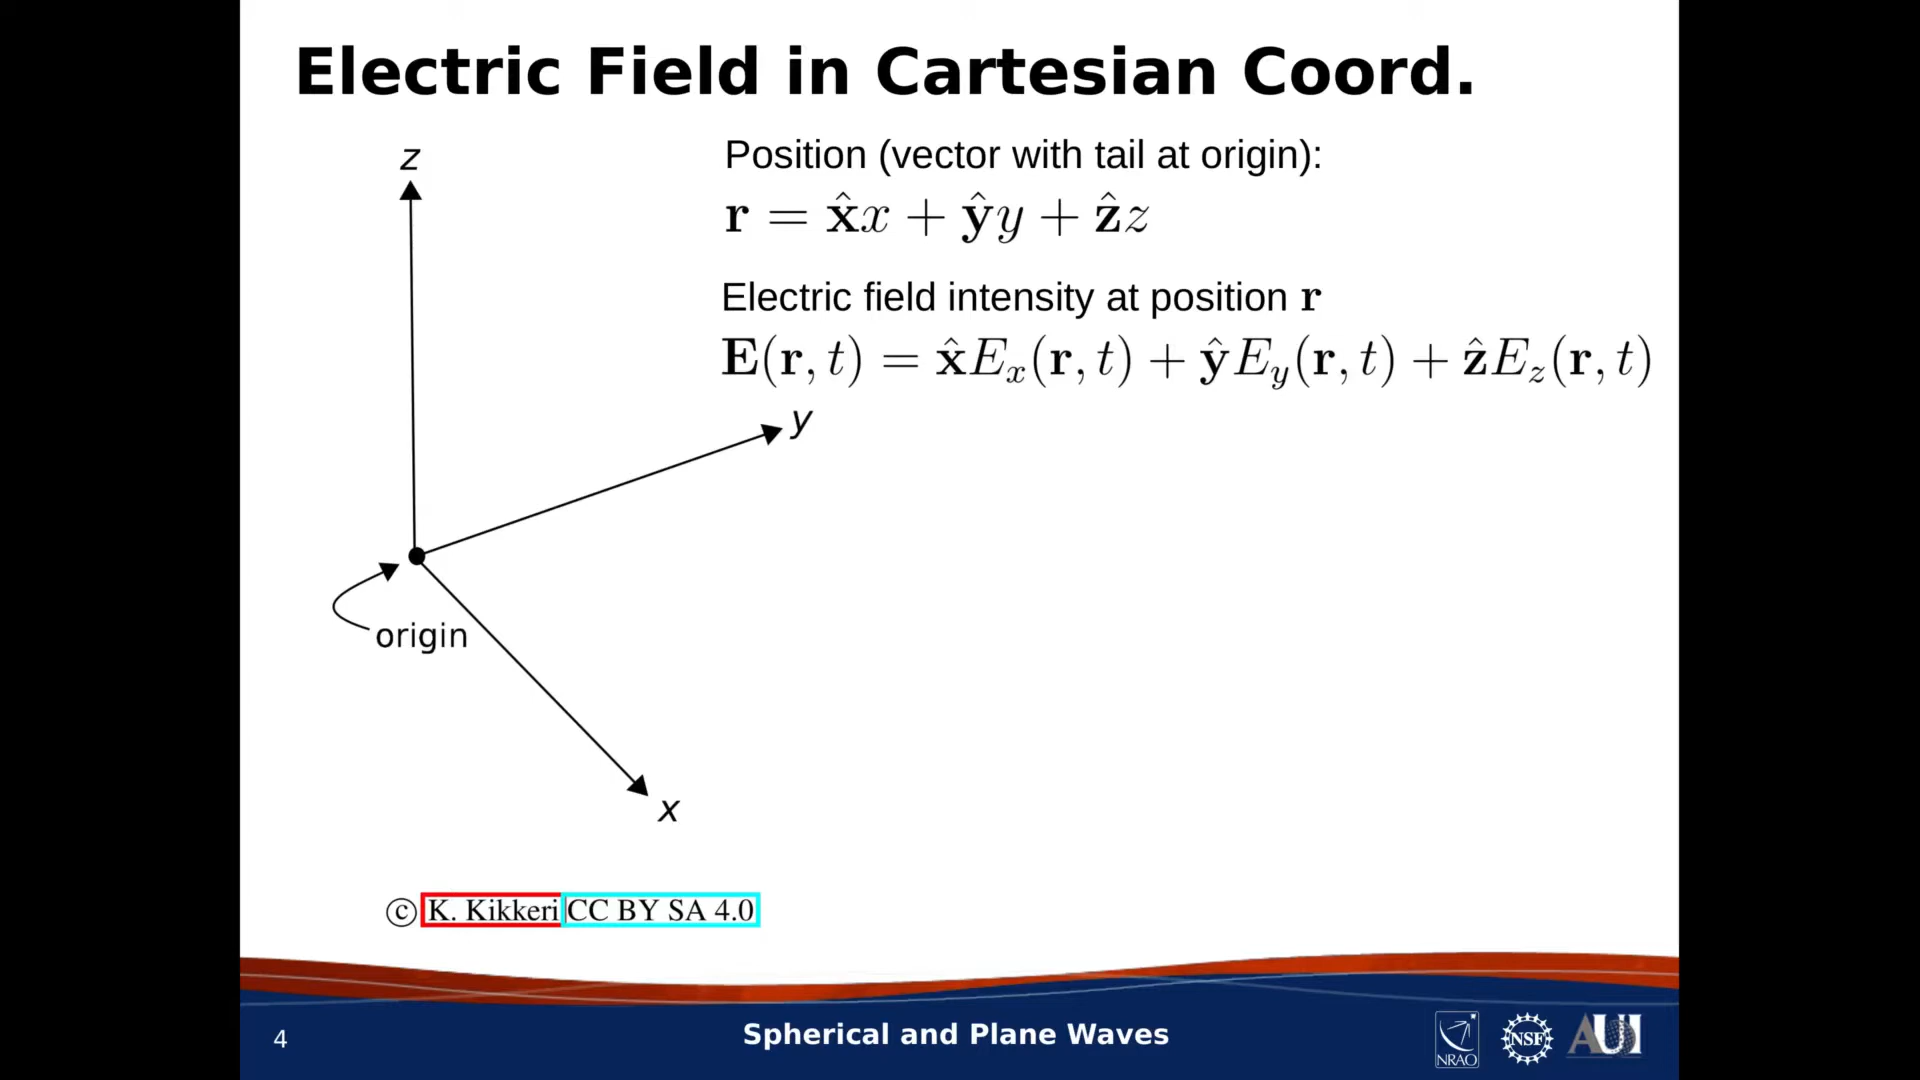 Electric Field in Cartesian Coord.
z
Position (vector with tail at origin):
𝐫 = x̂x + ŷy + ẑz
Electric field intensity at position 𝐫
𝐄(𝐫, t) = x̂Eₓ(𝐫, t) + ŷE_y(𝐫, t) + ẑE_z(𝐫, t)
y
origin
x
© K. Kikkeri CC BY SA 4.0
4
Spherical and Plane Waves
NRAO
NSF
AUI